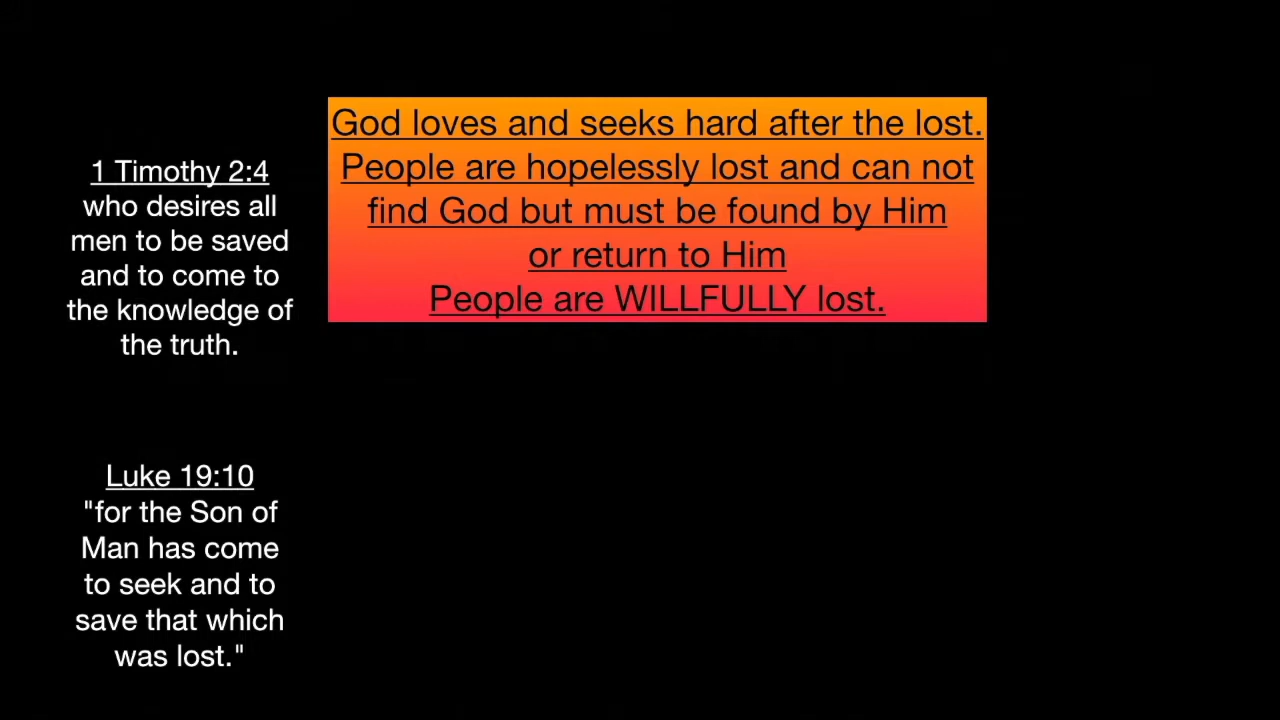 God loves and seeks hard after the lost.
People are hopelessly lost and can not
find God but must be found by Him
or return to Him
People are WILLFULLY lost.
1 Timothy 2:4
who desires all
men to be saved
and to come to
the knowledge of
the truth.
Luke 19:10
"for the Son of
Man has come
to seek and to
save that which
was lost."